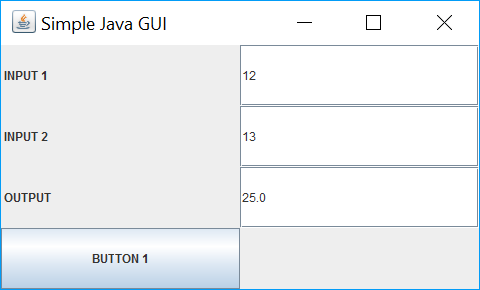 Simple Java GUI
INPUT 1 12
INPUT 2 13
OUTPUT 25.0
BUTTON 1